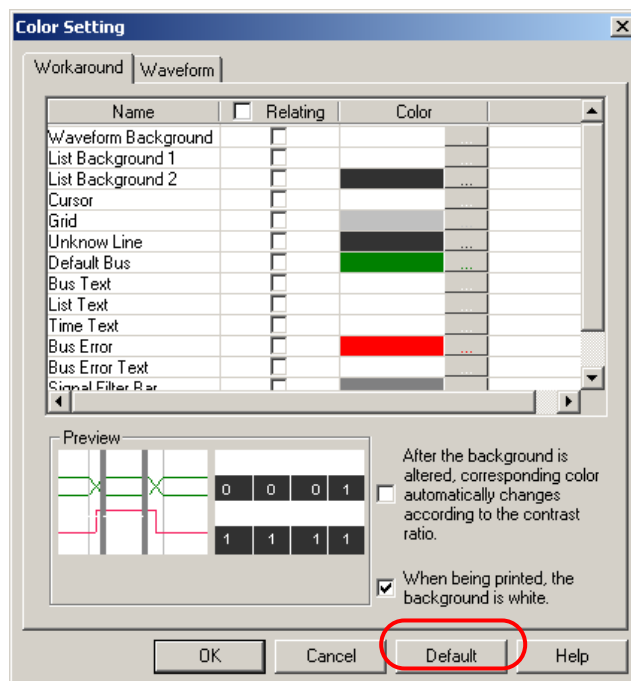 Color Setting
Workaround Waveform
Name Relating Color
Waveform Background ...
List Background 1 ...
List Background 2 ...
Cursor ...
Grid ...
Unknow Line ...
Default Bus ...
Bus Text ...
List Text ...
Time Text ...
Bus Error ...
Bus Error Text ...
Signal Filter Bar
Preview
0 0 0 1
1 1 1 1
After the background is
altered, corresponding color
automatically changes
according to the contrast
ratio.
When being printed, the
background is white.
OK Cancel Default Help